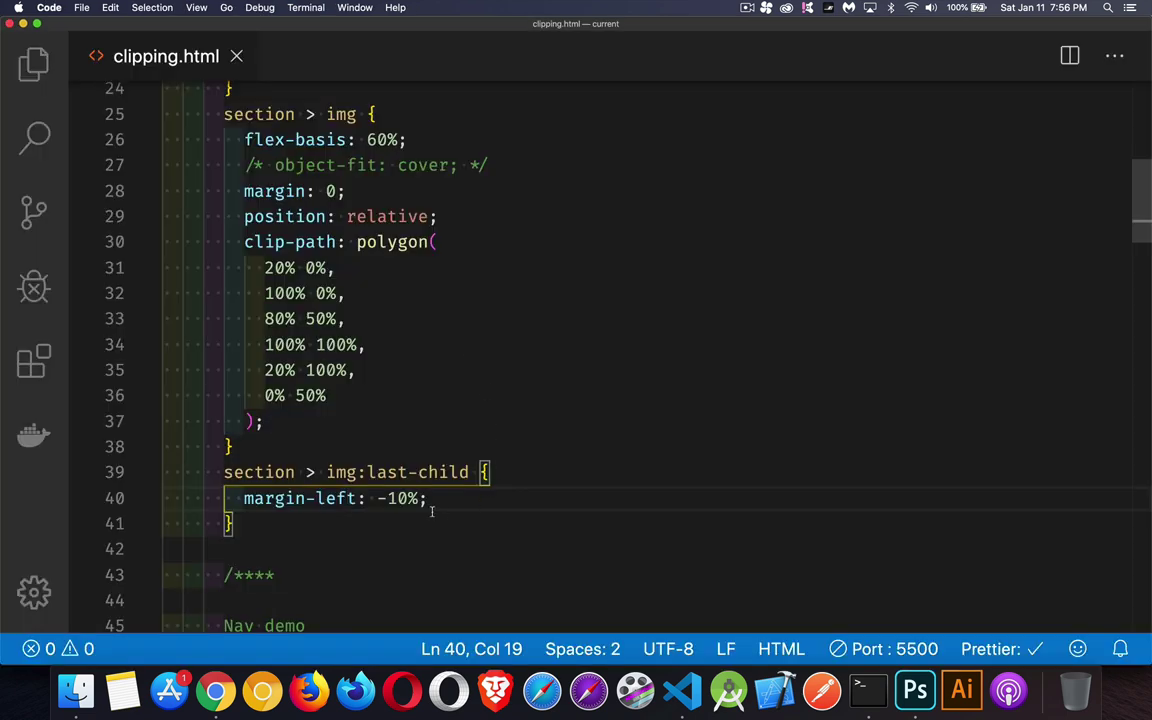 Code File Edit Selection View Go Debug Terminal Window Help 100% Sat Jan 11 7:56 PM
clipping.html — current
clipping.html
24 }
25 section > img {
26 flex-basis: 60%;
27 /* object-fit: cover; */
28 margin: 0;
29 position: relative;
30 clip-path: polygon(
31 20% 0%,
32 100% 0%,
33 80% 50%,
34 100% 100%,
35 20% 100%,
36 0% 50%
37 );
38 }
39 section > img:last-child {
40 margin-left: -10%;
41 }
42
43 /****
44
45 Nav demo
0 0 Ln 40, Col 19 Spaces: 2 UTF-8 LF HTML Port : 5500 Prettier: ✓
1 >_ Ps Ai